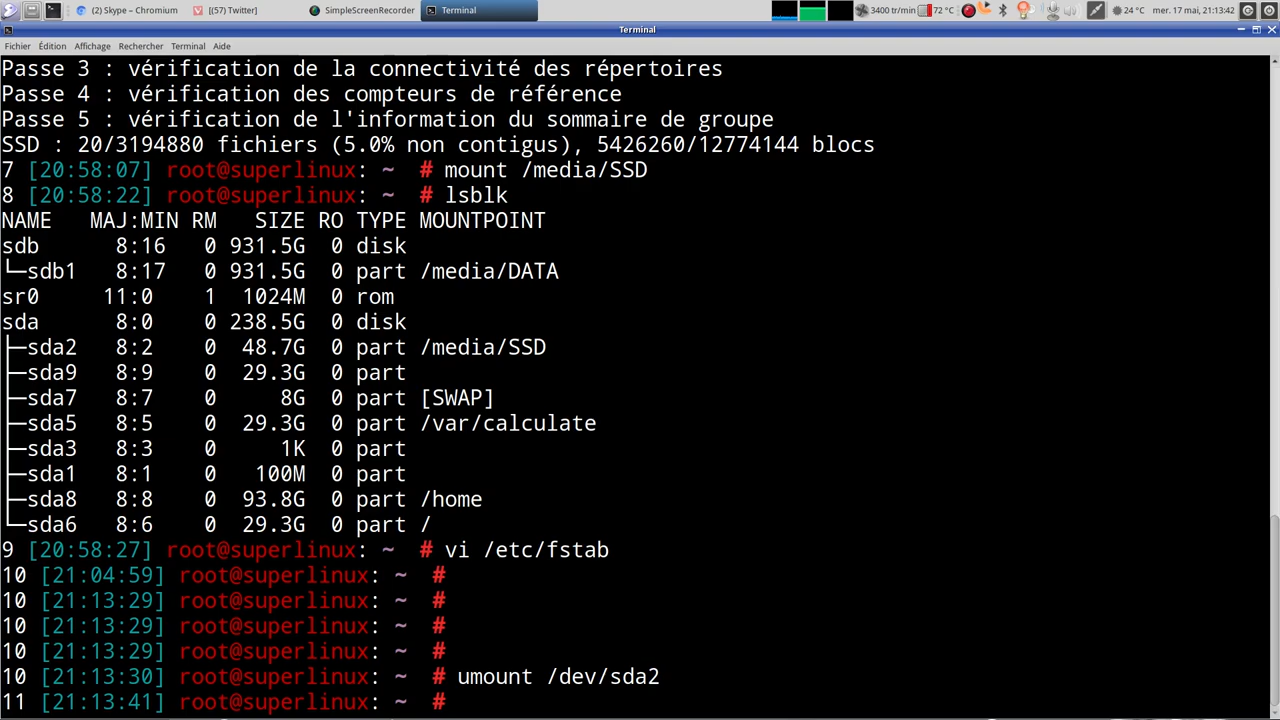 (2) Skype – Chromium
[(57) Twitter]
SimpleScreenRecorder
Terminal
3400 tr/min
72 °C
24 °C
mer. 17 mai, 21:13:42
Terminal
Fichier Édition Affichage Rechercher Terminal Aide
Passe 3 : vérification de la connectivité des répertoires
Passe 4 : vérification des compteurs de référence
Passe 5 : vérification de l'information du sommaire de groupe
SSD : 20/3194880 fichiers (5.0% non contigus), 5426260/12774144 blocs
7 [20:58:07] root@superlinux: ~ # mount /media/SSD
8 [20:58:22] root@superlinux: ~ # lsblk
NAME MAJ:MIN RM SIZE RO TYPE MOUNTPOINT
sdb 8:16 0 931.5G 0 disk
└─sdb1 8:17 0 931.5G 0 part /media/DATA
sr0 11:0 1 1024M 0 rom
sda 8:0 0 238.5G 0 disk
├─sda2 8:2 0 48.7G 0 part /media/SSD
├─sda9 8:9 0 29.3G 0 part
├─sda7 8:7 0 8G 0 part [SWAP]
├─sda5 8:5 0 29.3G 0 part /var/calculate
├─sda3 8:3 0 1K 0 part
├─sda1 8:1 0 100M 0 part
├─sda8 8:8 0 93.8G 0 part /home
└─sda6 8:6 0 29.3G 0 part /
9 [20:58:27] root@superlinux: ~ # vi /etc/fstab
10 [21:04:59] root@superlinux: ~ #
10 [21:13:29] root@superlinux: ~ #
10 [21:13:29] root@superlinux: ~ #
10 [21:13:29] root@superlinux: ~ #
10 [21:13:30] root@superlinux: ~ # umount /dev/sda2
11 [21:13:41] root@superlinux: ~ #